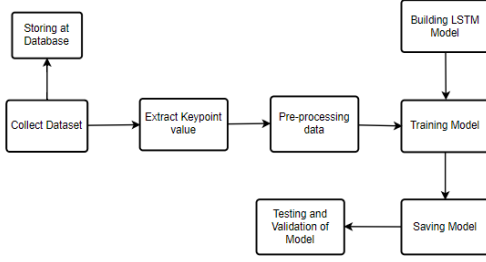 Storing at
Database
Building LSTM
Model
Collect Dataset
Extract Keypoint
value
Pre-processing
data
Training Model
Testing and
Validation of
Model
Saving Model